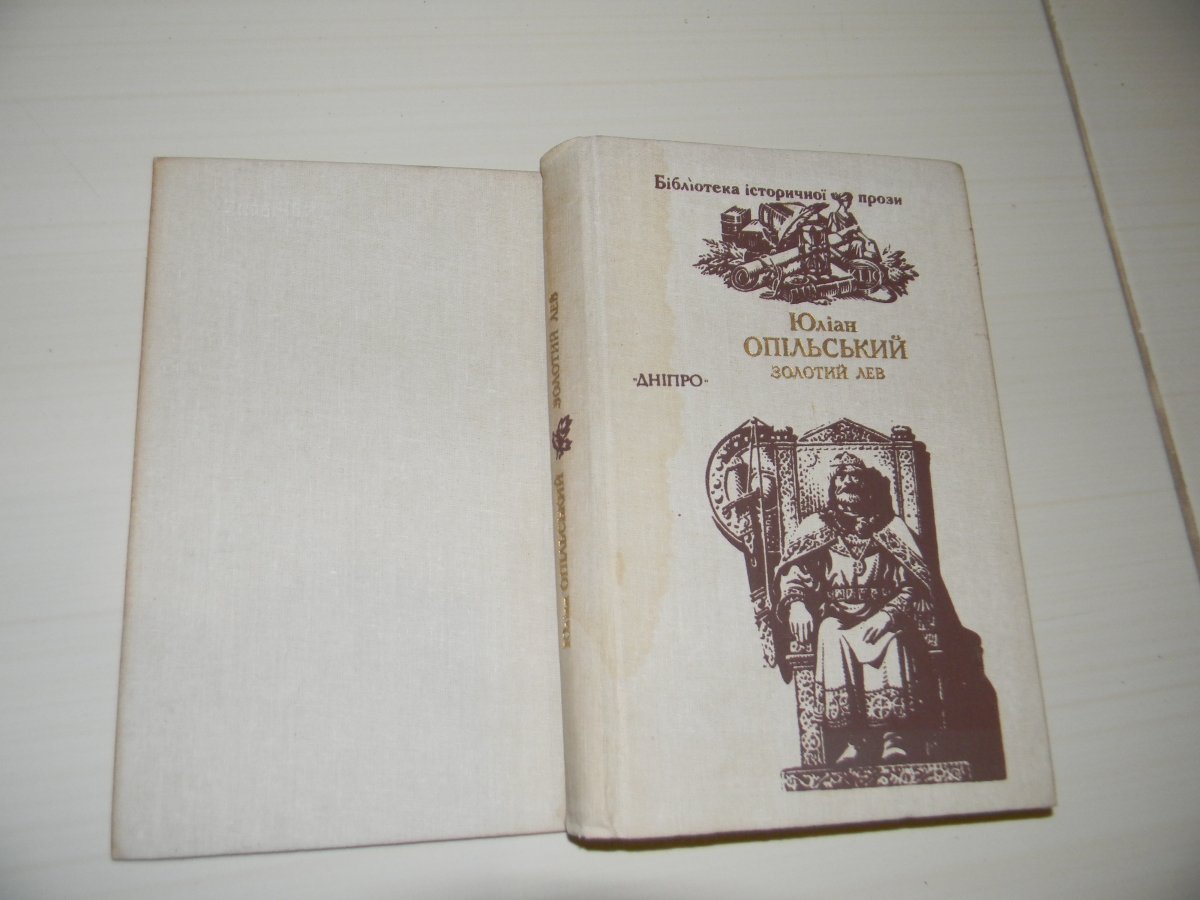 Бібліотека історичної прози
Юліан
ОПІЛЬСЬКИЙ
ЗОЛОТИЙ ЛЕВ
"ДНІПРО"
Юліан ОПІЛЬСЬКИЙ ЗОЛОТИЙ ЛЕВ